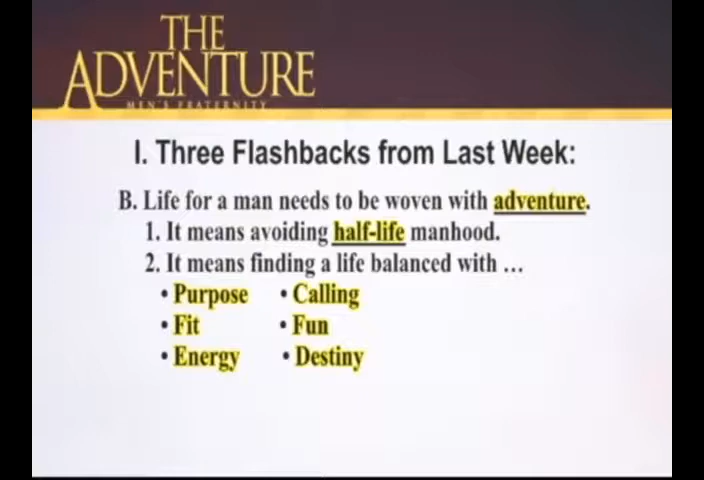 THE
ADVENTURE
MEN'S FRATERNITY
I. Three Flashbacks from Last Week:
B. Life for a man needs to be woven with adventure.
1. It means avoiding half-life manhood.
2. It means finding a life balanced with ...
• Purpose • Calling
• Fit • Fun
• Energy • Destiny